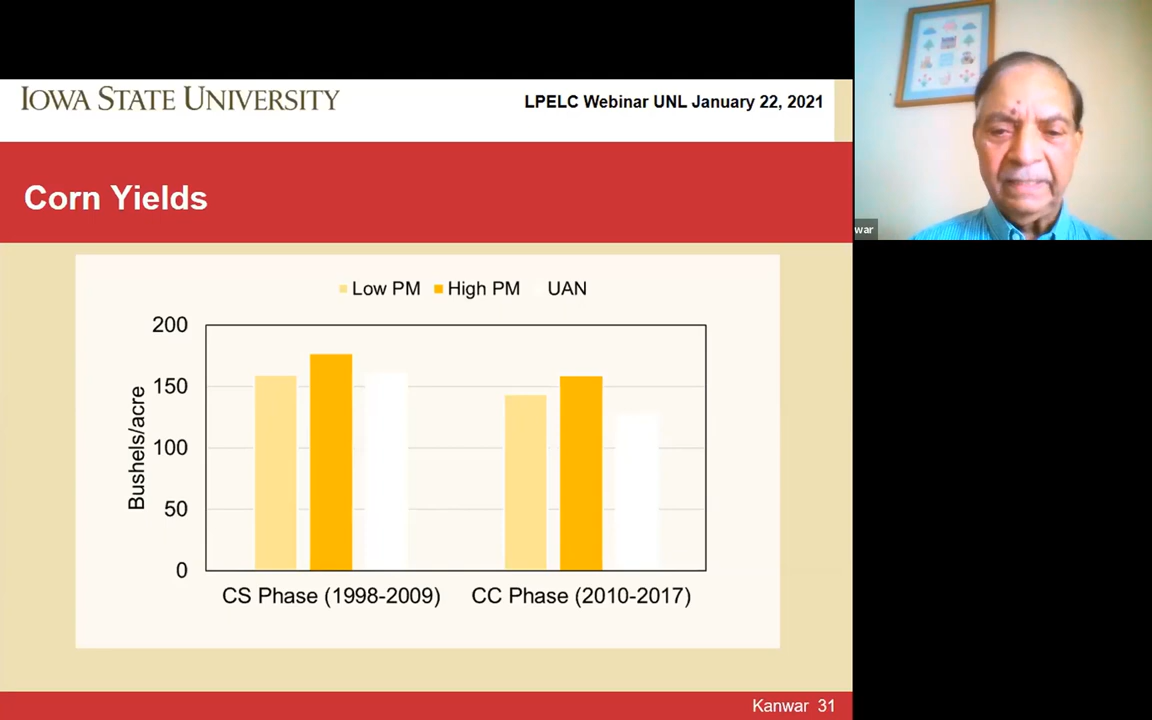 IOWA STATE UNIVERSITY
LPELC Webinar UNL January 22, 2021
Corn Yields
Low PM High PM UAN
200
150
100
50
0
Bushels/acre
CS Phase (1998-2009) CC Phase (2010-2017)
Kanwar 31
war